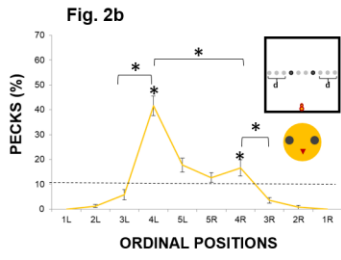 Fig. 2b
PECKS (%)
70
60
50
40
30
20
10
0
*
*
*
*
*
d
d
1L 2L 3L 4L 5L 5R 4R 3R 2R 1R
ORDINAL POSITIONS